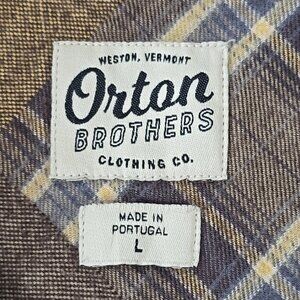 WESTON, VERMONT
Orton
BROTHERS
CLOTHING CO.
MADE IN
PORTUGAL
L